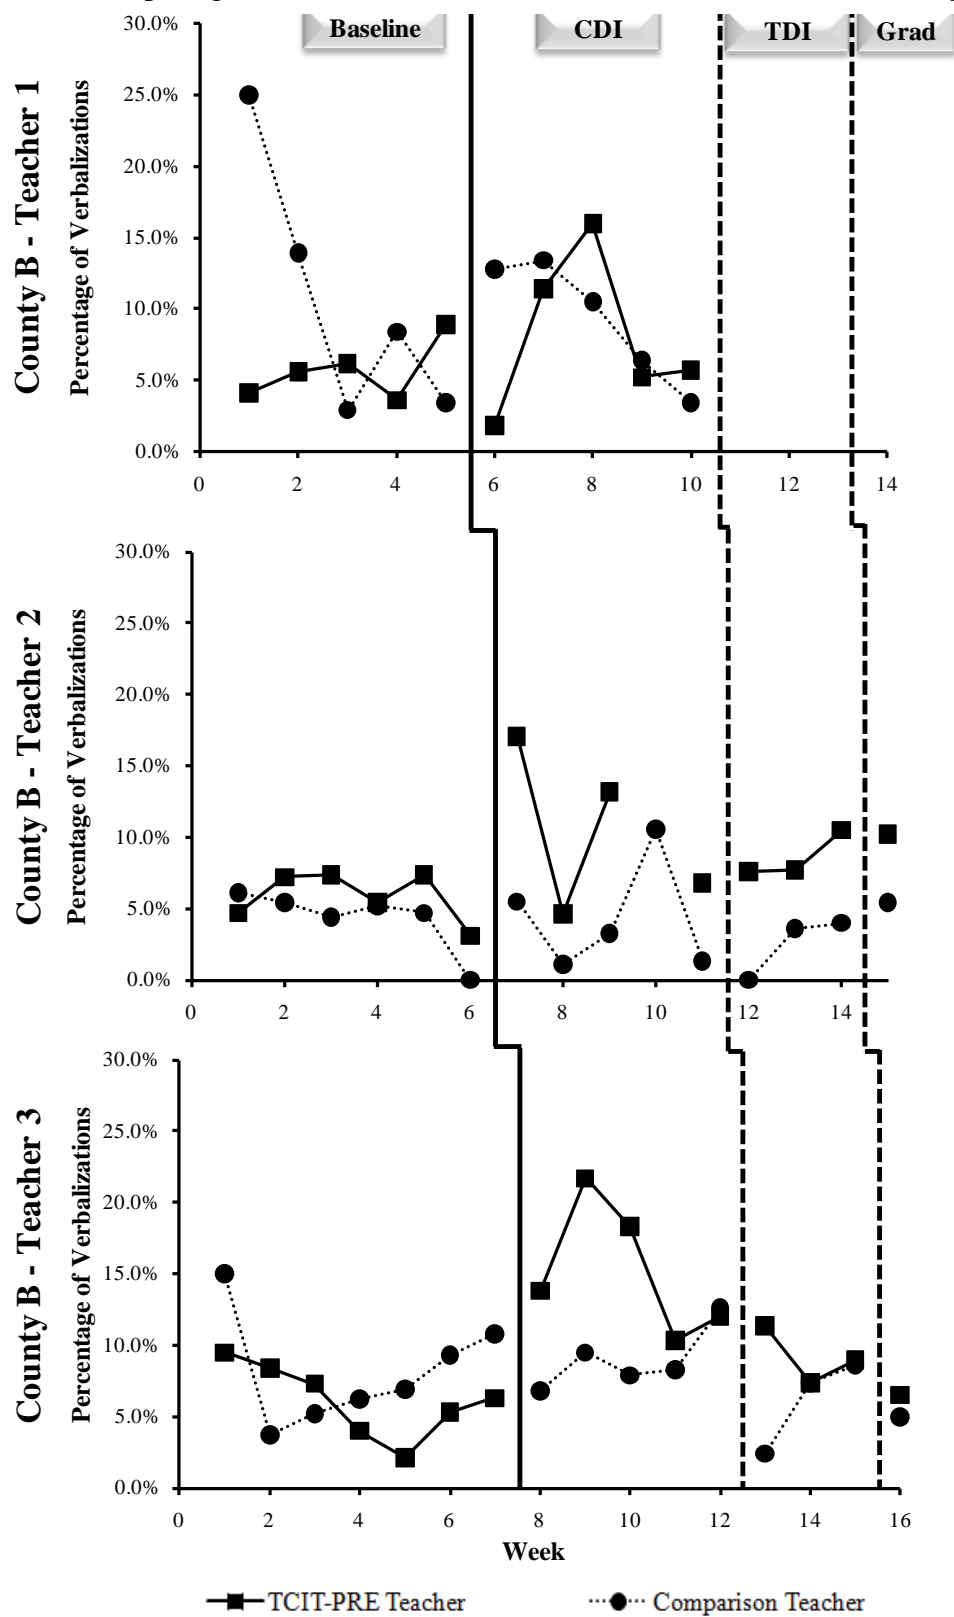 Baseline CDI TDI Grad
County B - Teacher 1
Percentage of Verbalizations
30.0%
25.0%
20.0%
15.0%
10.0%
5.0%
0.0%
0 2 4 6 8 10 12 14
County B - Teacher 2
Percentage of Verbalizations
30.0%
25.0%
20.0%
15.0%
10.0%
5.0%
0.0%
0 2 4 6 8 10 12 14
County B - Teacher 3
Percentage of Verbalizations
30.0%
25.0%
20.0%
15.0%
10.0%
5.0%
0.0%
0 2 4 6 8 10 12 14 16
Week
TCIT-PRE Teacher Comparison Teacher